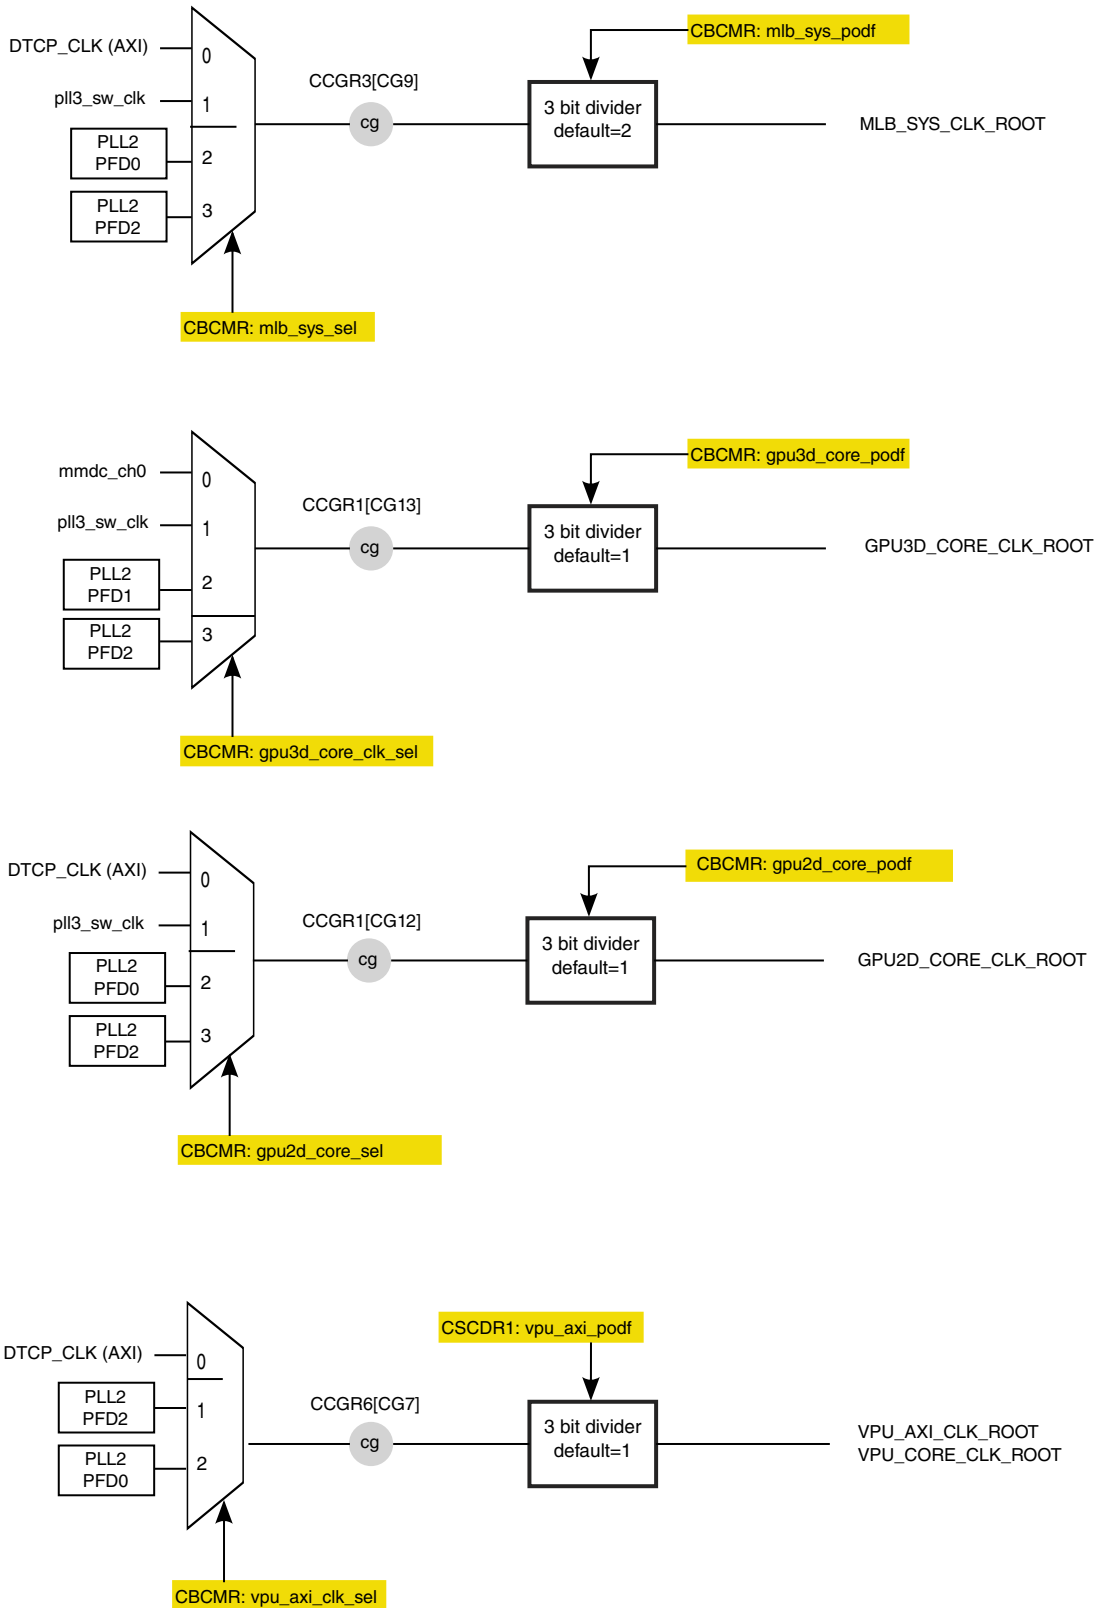 CBCMR: mlb_sys_podf
DTCP_CLK (AXI)
0
CCGR3[CG9]
pll3_sw_clk
1
cg
3 bit divider
default=2
MLB_SYS_CLK_ROOT
PLL2
PFD0
2
PLL2
PFD2
3
CBCMR: mlb_sys_sel
CBCMR: gpu3d_core_podf
mmdc_ch0
0
CCGR1[CG13]
pll3_sw_clk
1
cg
3 bit divider
default=1
GPU3D_CORE_CLK_ROOT
PLL2
PFD1
2
PLL2
PFD2
3
CBCMR: gpu3d_core_clk_sel
CBCMR: gpu2d_core_podf
DTCP_CLK (AXI)
0
CCGR1[CG12]
pll3_sw_clk
1
cg
3 bit divider
default=1
GPU2D_CORE_CLK_ROOT
PLL2
PFD0
2
PLL2
PFD2
3
CBCMR: gpu2d_core_sel
CSCDR1: vpu_axi_podf
DTCP_CLK (AXI)
0
PLL2
PFD2
1
CCGR6[CG7]
cg
3 bit divider
default=1
VPU_AXI_CLK_ROOT
VPU_CORE_CLK_ROOT
PLL2
PFD0
2
CBCMR: vpu_axi_clk_sel